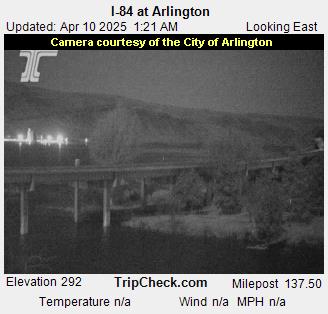 I-84 at Arlington
Updated: Apr 10 2025 1:21 AM Looking East
Camera courtesy of the City of Arlington
Elevation 292 TripCheck.com Milepost 137.50
Temperature n/a Wind n/a MPH n/a